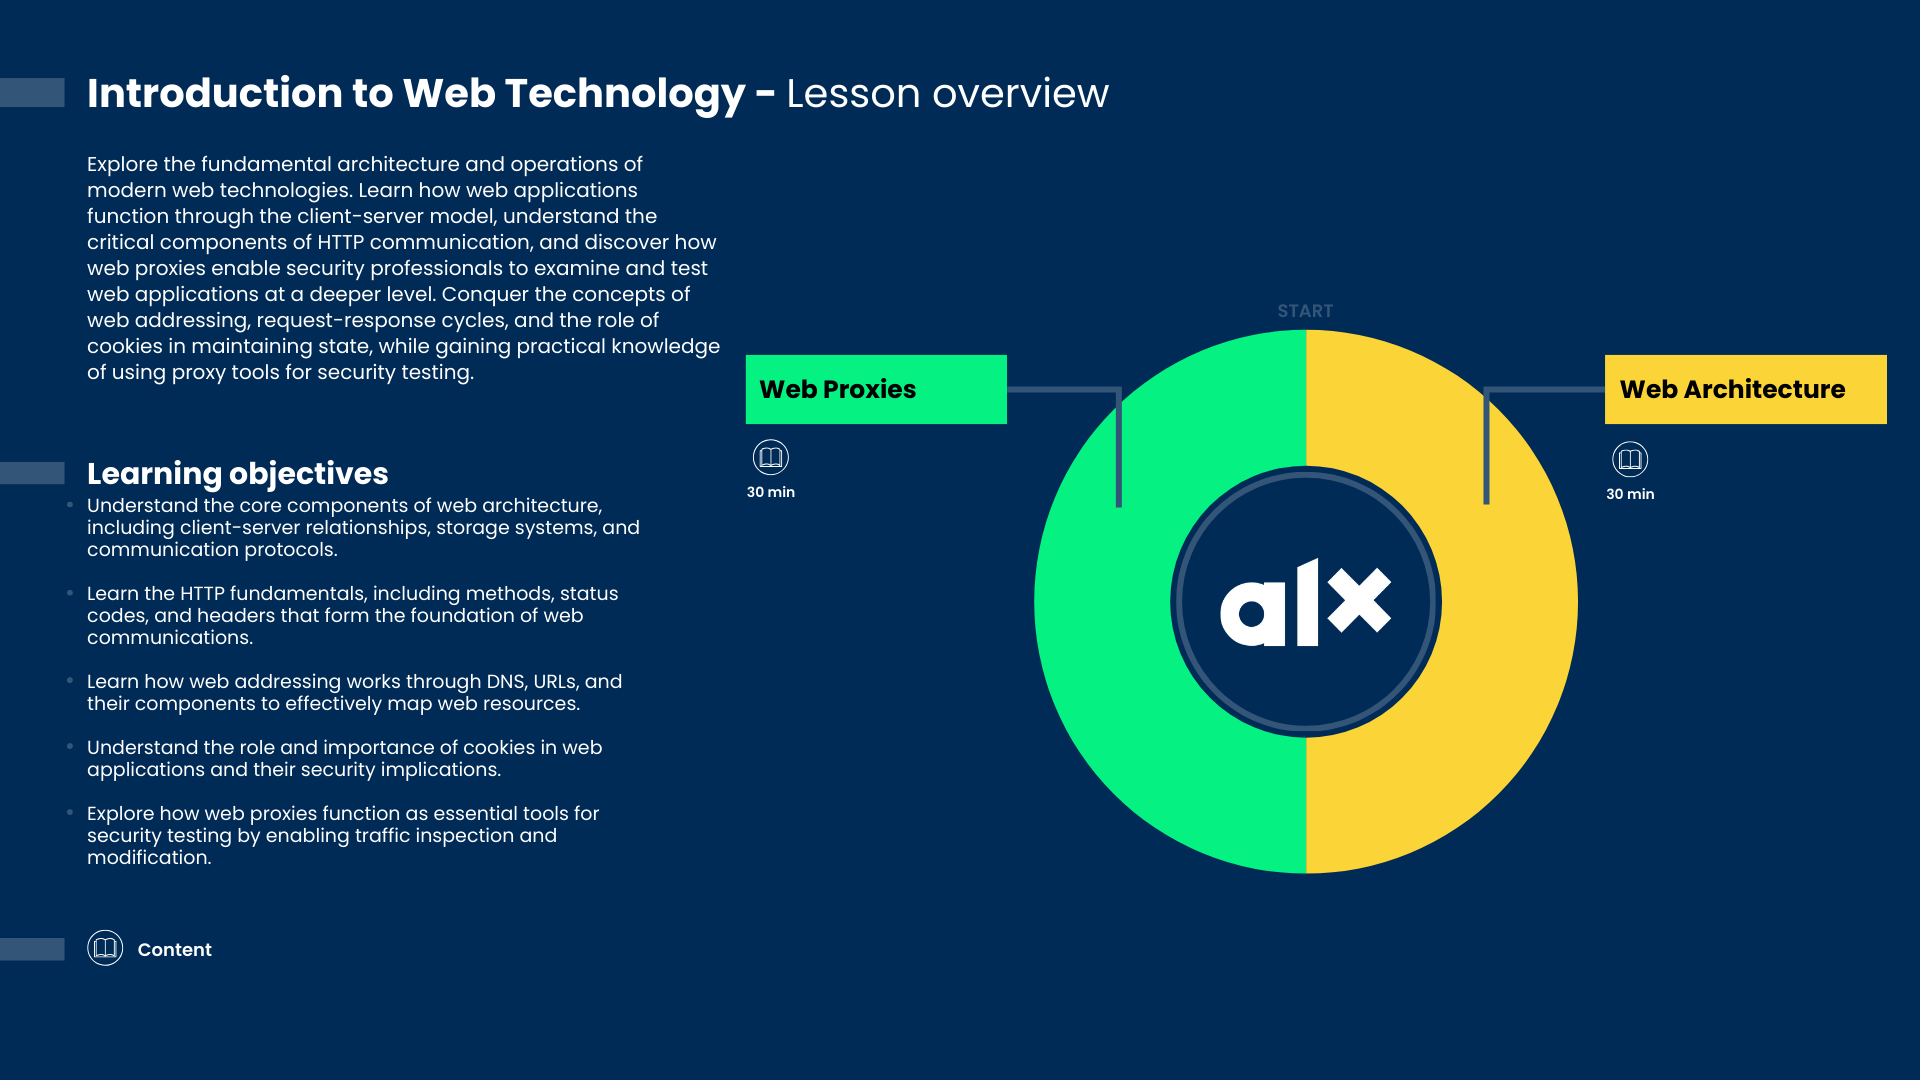 Introduction to Web Technology - Lesson overview
Explore the fundamental architecture and operations of
modern web technologies. Learn how web applications
function through the client-server model, understand the
critical components of HTTP communication, and discover how
web proxies enable security professionals to examine and test
web applications at a deeper level. Conquer the concepts of
web addressing, request-response cycles, and the role of
cookies in maintaining state, while gaining practical knowledge
of using proxy tools for security testing.
Learning objectives
• Understand the core components of web architecture,
including client-server relationships, storage systems, and
communication protocols.
• Learn the HTTP fundamentals, including methods, status
codes, and headers that form the foundation of web
communications.
• Learn how web addressing works through DNS, URLs, and
their components to effectively map web resources.
• Understand the role and importance of cookies in web
applications and their security implications.
• Explore how web proxies function as essential tools for
security testing by enabling traffic inspection and
modification.
Content
START
Web Proxies
30 min
Web Architecture
30 min
alx